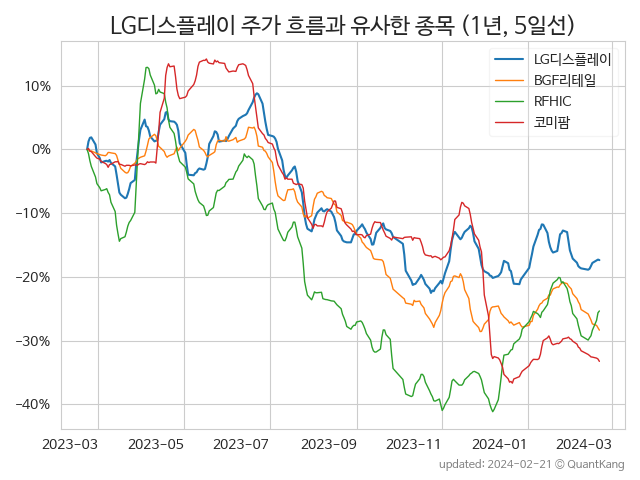 LG디스플레이 주가 흐름과 유사한 종목 (1년, 5일선)
LG디스플레이
BGF리테일
RFHIC
코미팜
10%
0%
−10%
−20%
−30%
−40%
2023-03
2023-05
2023-07
2023-09
2023-11
2024-01
2024-03
updated: 2024-02-21 © QuantKang